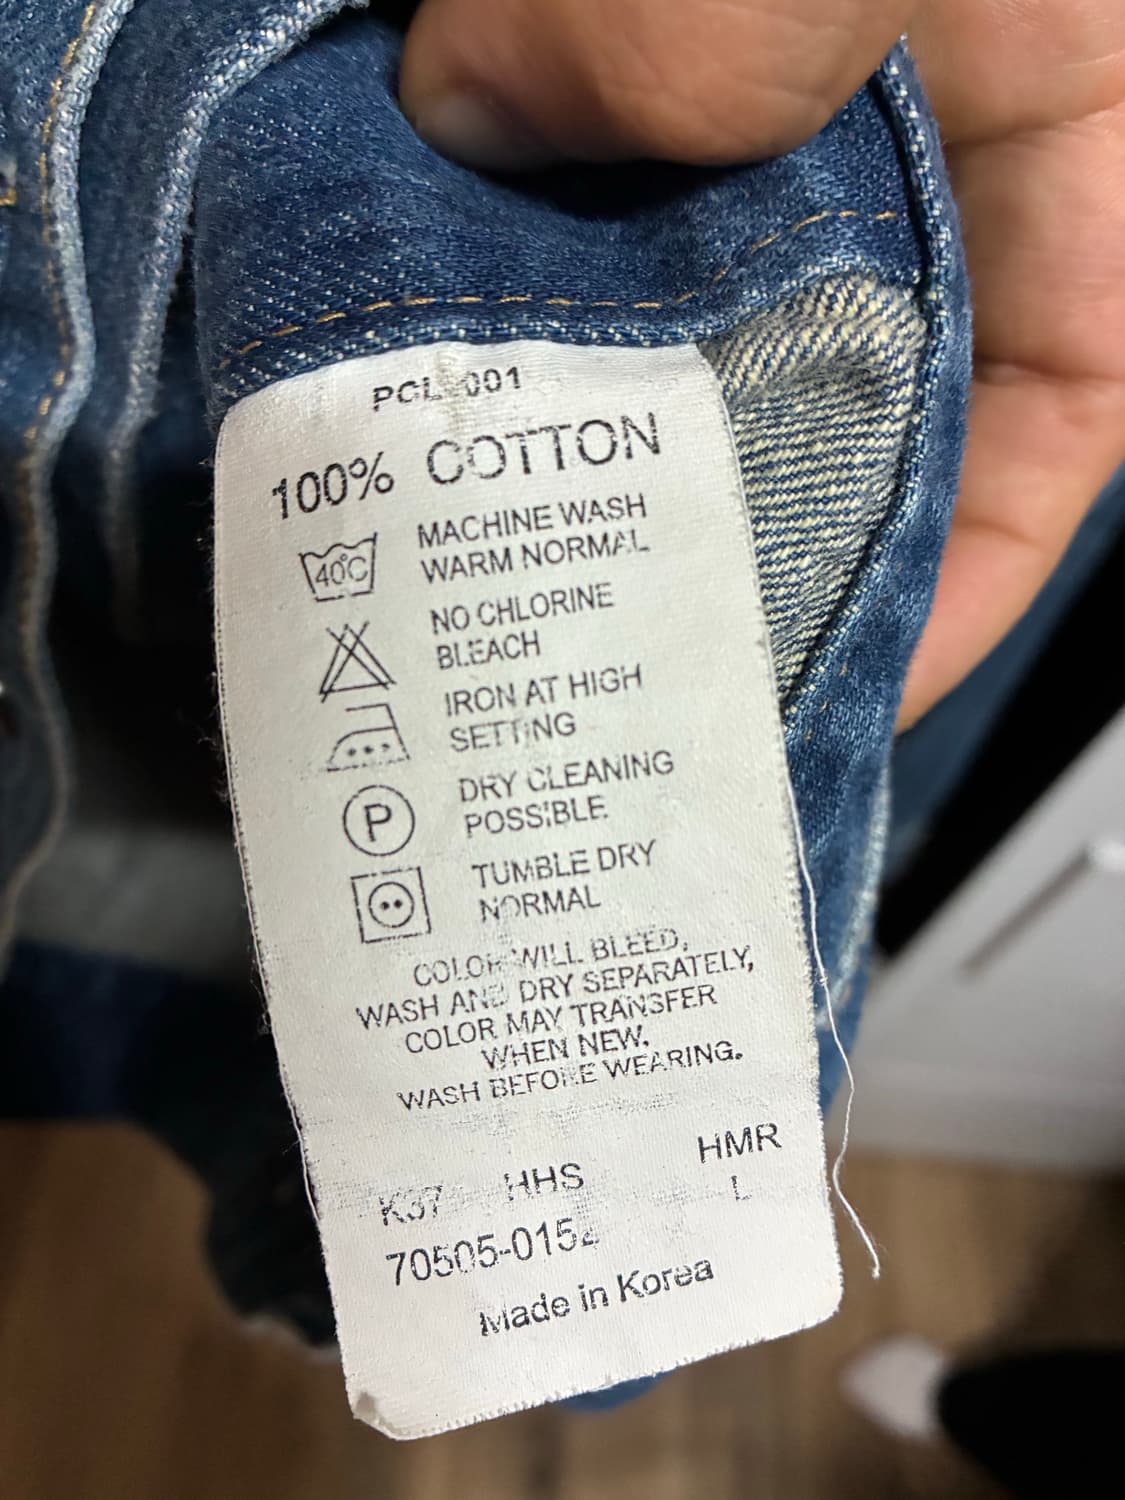 100% COTTON
40°C
MACHINE WASH
WARM NORMAL
NO CHLORINE
BLEACH
IRON AT HIGH
SETTING
P
DRY CLEANING
POSSIBLE
TUMBLE DRY
NORMAL
COLOR WILL BLEED,
WASH AND DRY SEPARATELY,
COLOR MAY TRANSFER
WHEN NEW.
WASH BEFORE WEARING.
HHS HMR
L
Made in Korea